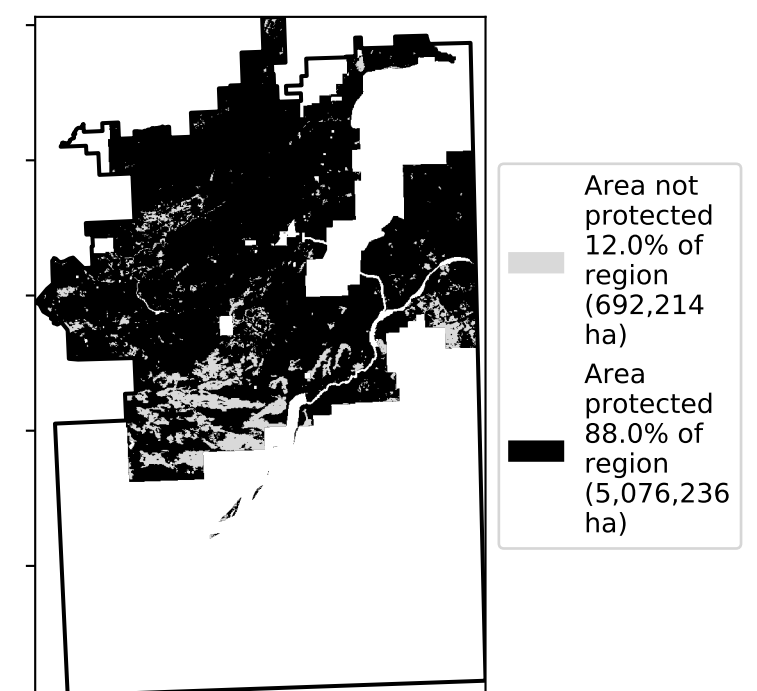 Area not
protected
12.0% of
region
(692,214
ha)
Area
protected
88.0% of
region
(5,076,236
ha)